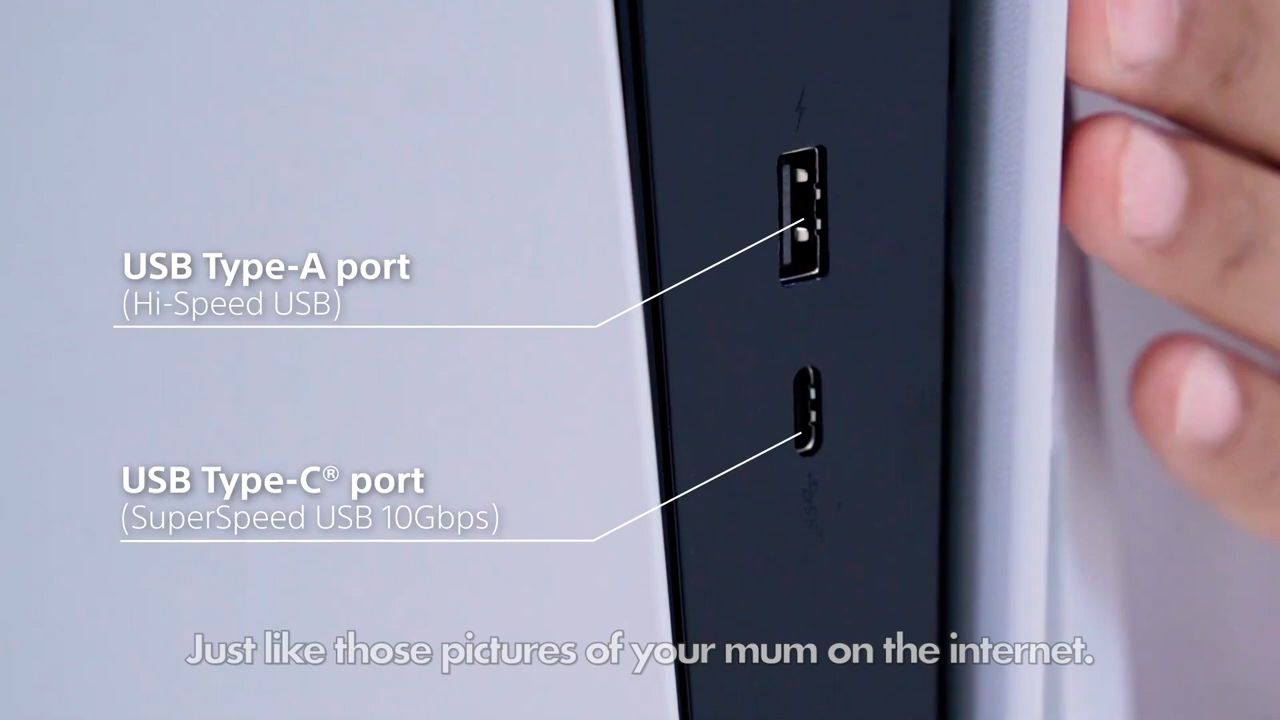 USB Type-A port
(Hi-Speed USB)
USB Type-C® port
(SuperSpeed USB 10Gbps)
Just like those pictures of your mum on the internet.